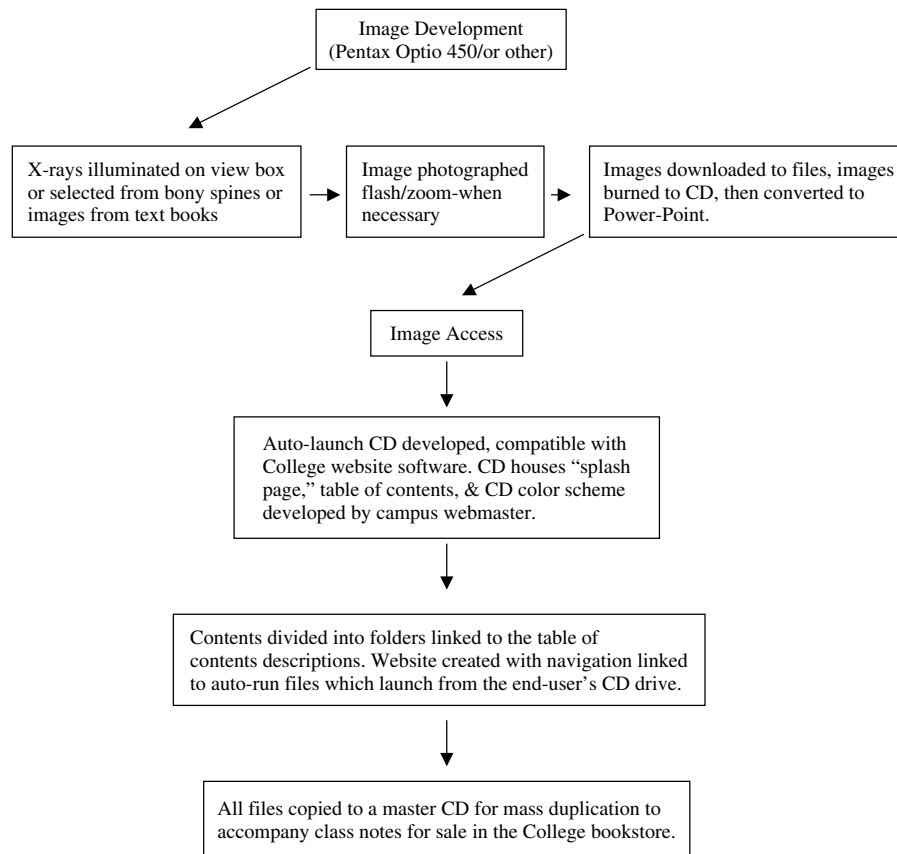 Image Development
(Pentax Optio 450/or other)
X-rays illuminated on view box
or selected from bony spines or
images from text books
Image photographed
flash/zoom-when
necessary
Images downloaded to files, images
burned to CD, then converted to
Power-Point.
Image Access
Auto-launch CD developed, compatible with
College website software. CD houses “splash
page,” table of contents, & CD color scheme
developed by campus webmaster.
Contents divided into folders linked to the table of
contents descriptions. Website created with navigation linked
to auto-run files which launch from the end-user’s CD drive.
All files copied to a master CD for mass duplication to
accompany class notes for sale in the College bookstore.